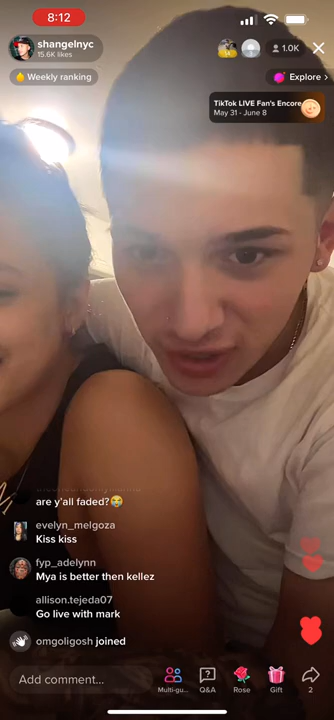 8:12
shangelnyc
15.6K likes
1.0K
Weekly ranking
Explore >
TikTok LIVE Fan's Encore
May 31 - June 8
are y'all faded?😭
evelyn_melgoza
Kiss kiss
fyp_adelynn
Mya is better then kellez
allison.tejeda07
Go live with mark
omgoligosh joined
Add comment...
Multi-gu...
Q&A
Rose
Gift
2